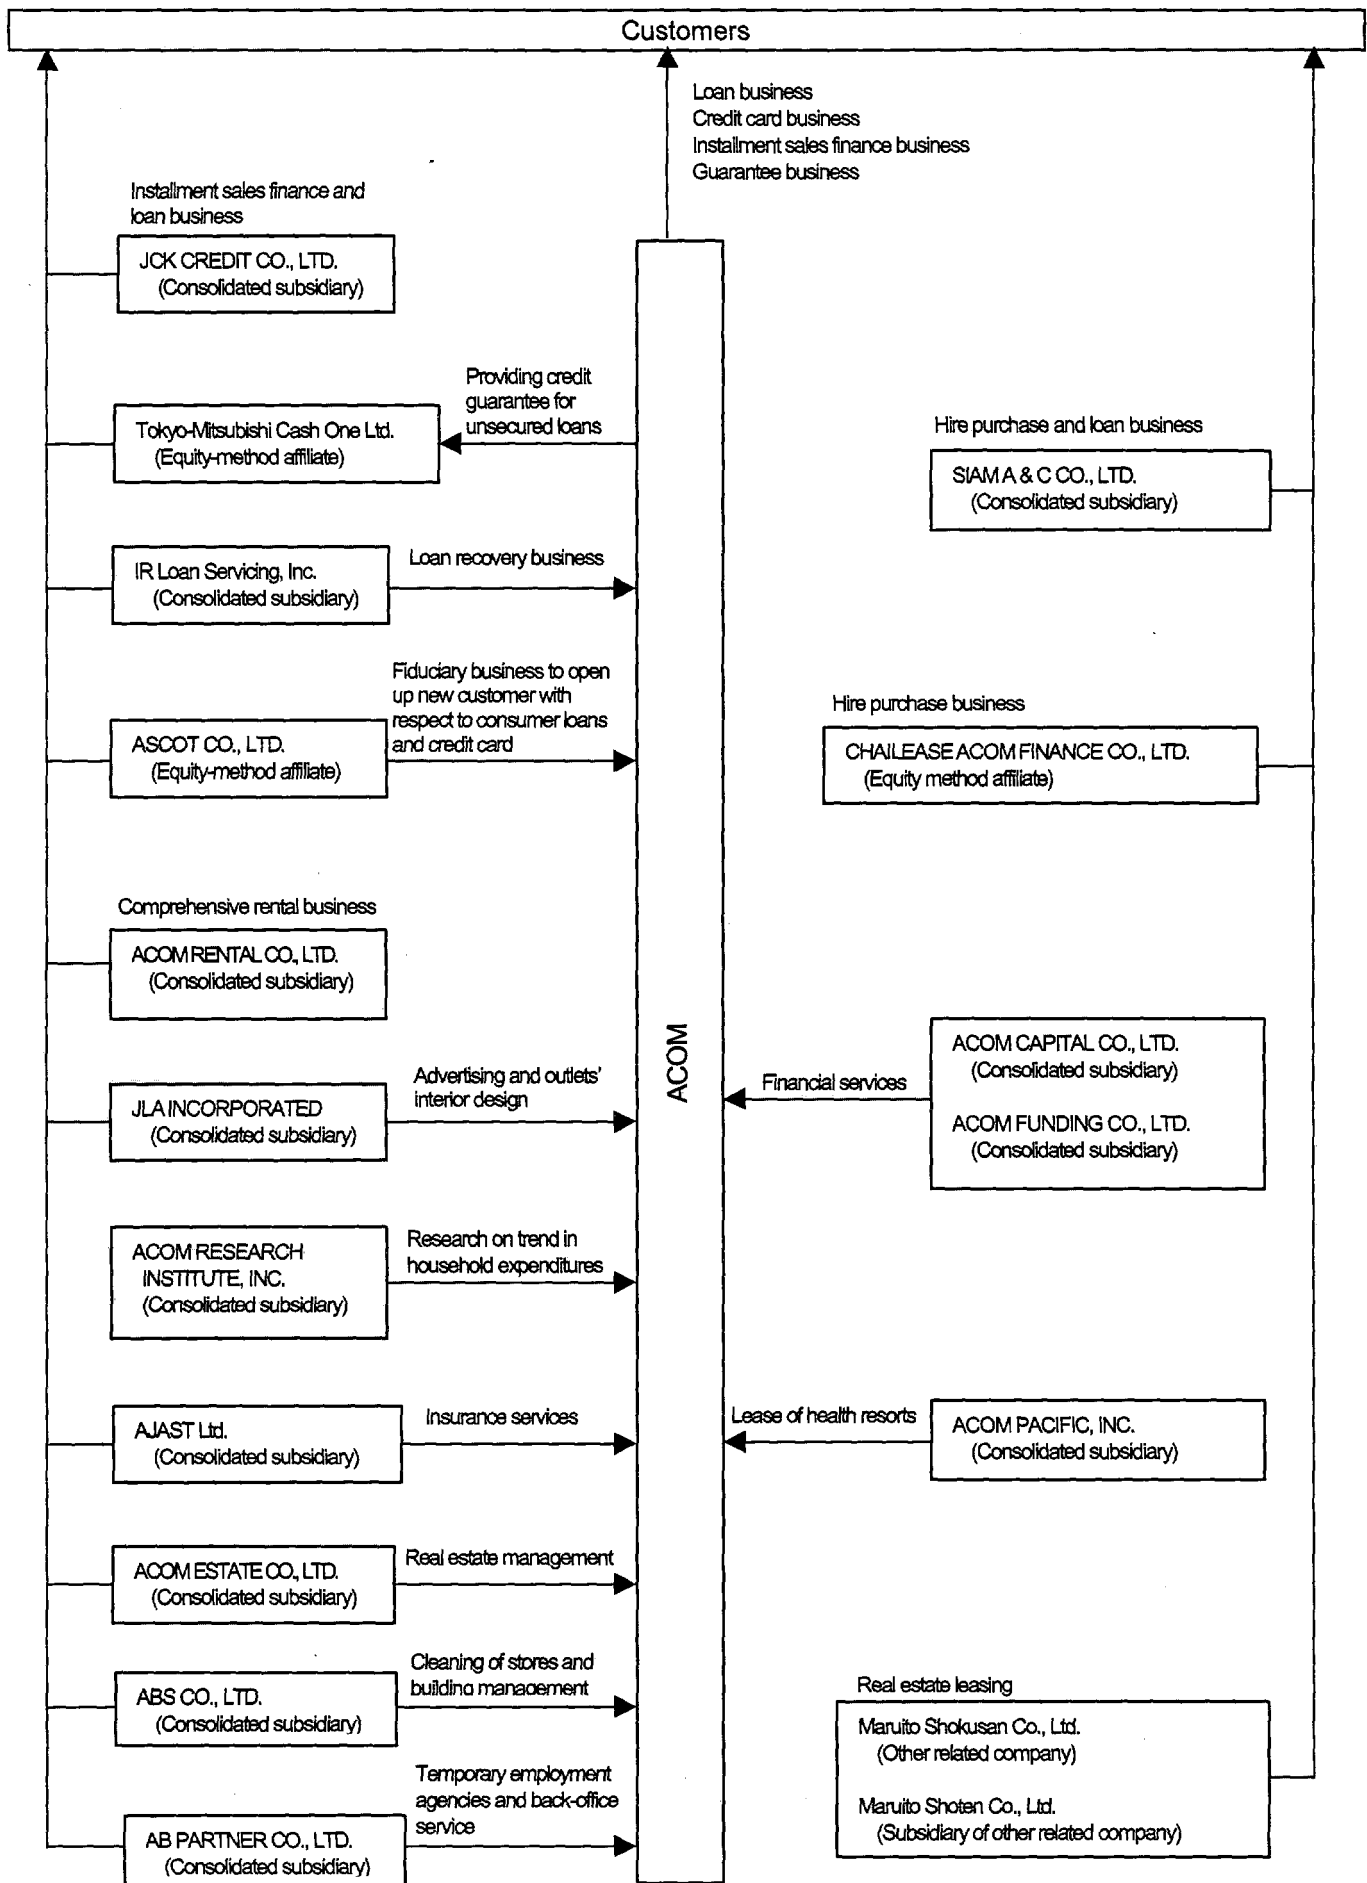 Customers
Loan business
Credit card business
Installment sales finance business
Guarantee business
Installment sales finance and
loan business
JCK CREDIT CO., LTD.
(Consolidated subsidiary)
Providing credit
guarantee for
unsecured loans
Tokyo-Mitsubishi Cash One Ltd.
(Equity-method affiliate)
Hire purchase and loan business
SIAM A & C CO., LTD.
(Consolidated subsidiary)
IR Loan Servicing, Inc.
(Consolidated subsidiary)
Loan recovery business
Fiduciary business to open
up new customer with
respect to consumer loans
and credit card
ASCOT CO., LTD.
(Equity-method affiliate)
Hire purchase business
CHAILEASE ACOM FINANCE CO., LTD.
(Equity method affiliate)
Comprehensive rental business
ACOM RENTAL CO., LTD.
(Consolidated subsidiary)
ACOM
ACOM CAPITAL CO., LTD.
(Consolidated subsidiary)
ACOM FUNDING CO., LTD.
(Consolidated subsidiary)
Financial services
Advertising and outlets'
interior design
JLA INCORPORATED
(Consolidated subsidiary)
ACOM RESEARCH
INSTITUTE, INC.
(Consolidated subsidiary)
Research on trend in
household expenditures
AJAST Ltd.
(Consolidated subsidiary)
Insurance services
Lease of health resorts
ACOM PACIFIC, INC.
(Consolidated subsidiary)
ACOM ESTATE CO., LTD.
(Consolidated subsidiary)
Real estate management
Cleaning of stores and
building management
ABS CO., LTD.
(Consolidated subsidiary)
Real estate leasing
Maruito Shokusan Co., Ltd.
(Other related company)
Maruito Shoten Co., Ltd.
(Subsidiary of other related company)
Temporary employment
agencies and back-office
service
AB PARTNER CO., LTD.
(Consolidated subsidiary)